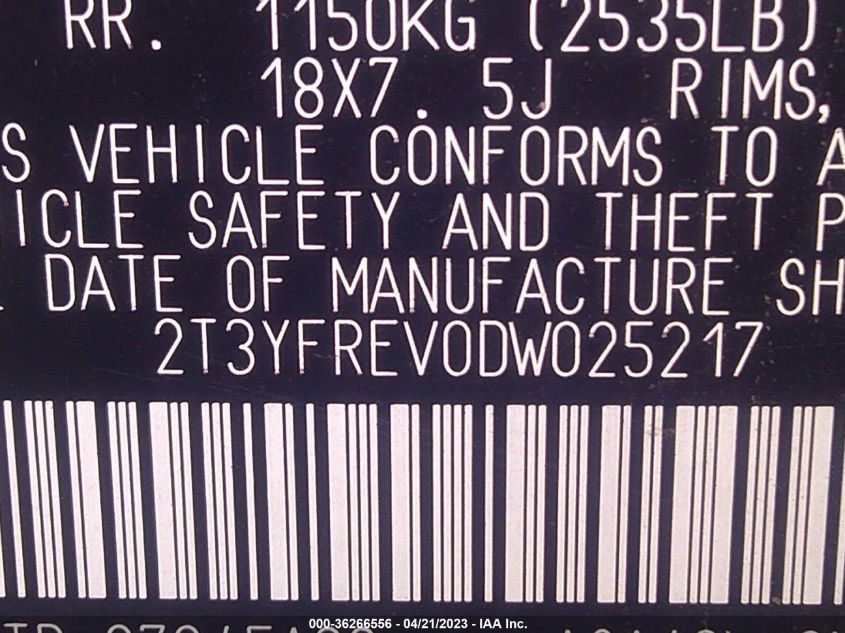 RR. 1150KG (2535LB)
18X7. 5J RIMS,
S VEHICLE CONFORMS TO A
ICLE SAFETY AND THEFT P
DATE OF MANUFACTURE SH
2T3YFREV0DW025217
000-36266556 - 04/21/2023 - IAA Inc.